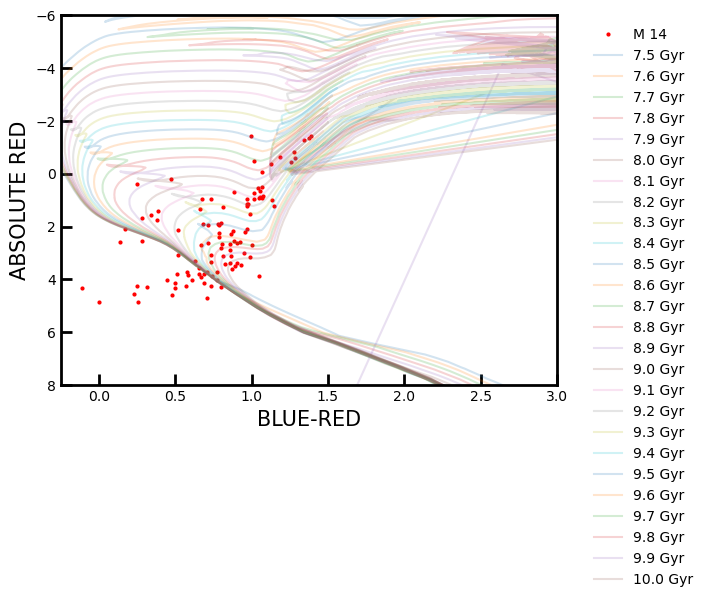 −6
−4
−2
0
2
4
6
8
ABSOLUTE RED
0.0 0.5 1.0 1.5 2.0 2.5 3.0
BLUE-RED
M 14
7.5 Gyr
7.6 Gyr
7.7 Gyr
7.8 Gyr
7.9 Gyr
8.0 Gyr
8.1 Gyr
8.2 Gyr
8.3 Gyr
8.4 Gyr
8.5 Gyr
8.6 Gyr
8.7 Gyr
8.8 Gyr
8.9 Gyr
9.0 Gyr
9.1 Gyr
9.2 Gyr
9.3 Gyr
9.4 Gyr
9.5 Gyr
9.6 Gyr
9.7 Gyr
9.8 Gyr
9.9 Gyr
10.0 Gyr